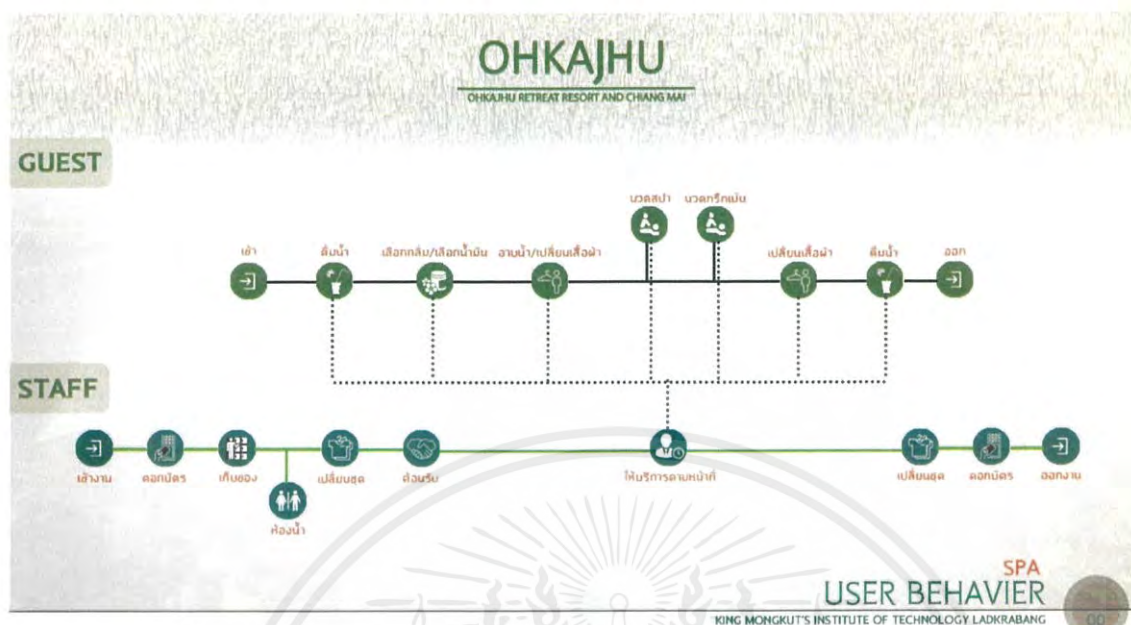 OHKAJHU
OHKAJHU RETREAT RESORT AND CHIANG MAI
GUEST
นวดสปา นวดทรีทเม้น
เข้า ดื่มน้ำ เลือกกลิ่น/เลือกน้ำมัน อาบน้ำ/เปลี่ยนเสื้อผ้า เปลี่ยนเสื้อผ้า ดื่มน้ำ ออก
STAFF
เข้างาน ตอกบัตร เก็บของ เปลี่ยนชุด ต้อนรับ ให้บริการตามหน้าที่ เปลี่ยนชุด ตอกบัตร ออกงาน
ห้องน้ำ
SPA
USER BEHAVIER
KING MONGKUT'S INSTITUTE OF TECHNOLOGY LADKRABANG
00